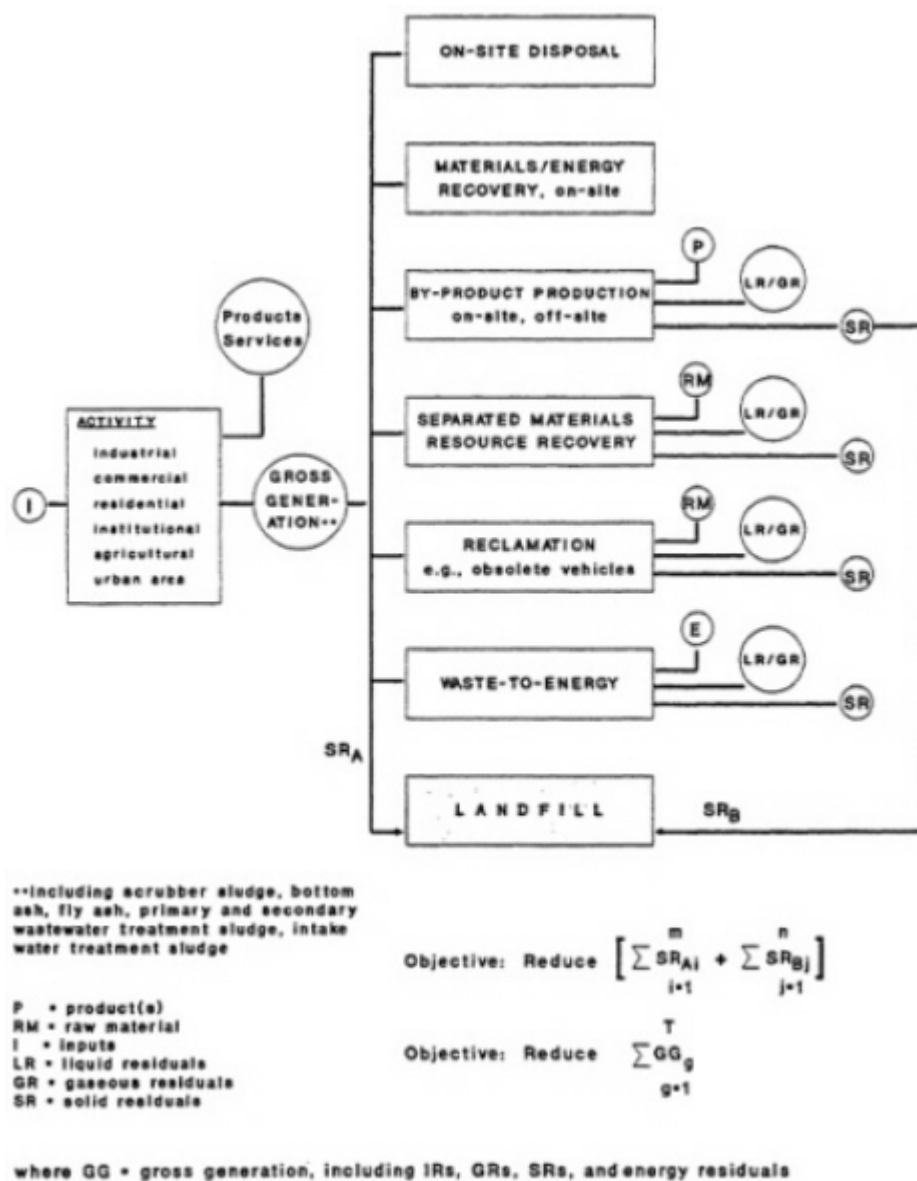 ON-SITE DISPOSAL
MATERIALS/ENERGY
RECOVERY, on-site
P
BY-PRODUCT PRODUCTION
on-site, off-site
LR/GR
SR
Products
Services
RM
SEPARATED MATERIALS
RESOURCE RECOVERY
LR/GR
SR
ACTIVITY
industrial
commercial
residential
institutional
agricultural
urban area
I
GROSS
GENER-
ATION**
RM
RECLAMATION
e.g., obsolete vehicles
LR/GR
SR
E
WASTE-TO-ENERGY
LR/GR
SR
SRA
LANDFILL
SRB
**including scrubber sludge, bottom
ash, fly ash, primary and secondary
wastewater treatment sludge, intake
water treatment sludge
P = product(s)
RM = raw material
I = inputs
LR = liquid residuals
GR = gaseous residuals
SR = solid residuals
m n
Objective: Reduce [∑ SRAi + ∑ SRBj]
i=1 j=1
T
Objective: Reduce ∑ GGg
g=1
where GG = gross generation, including IRs, GRs, SRs, and energy residuals